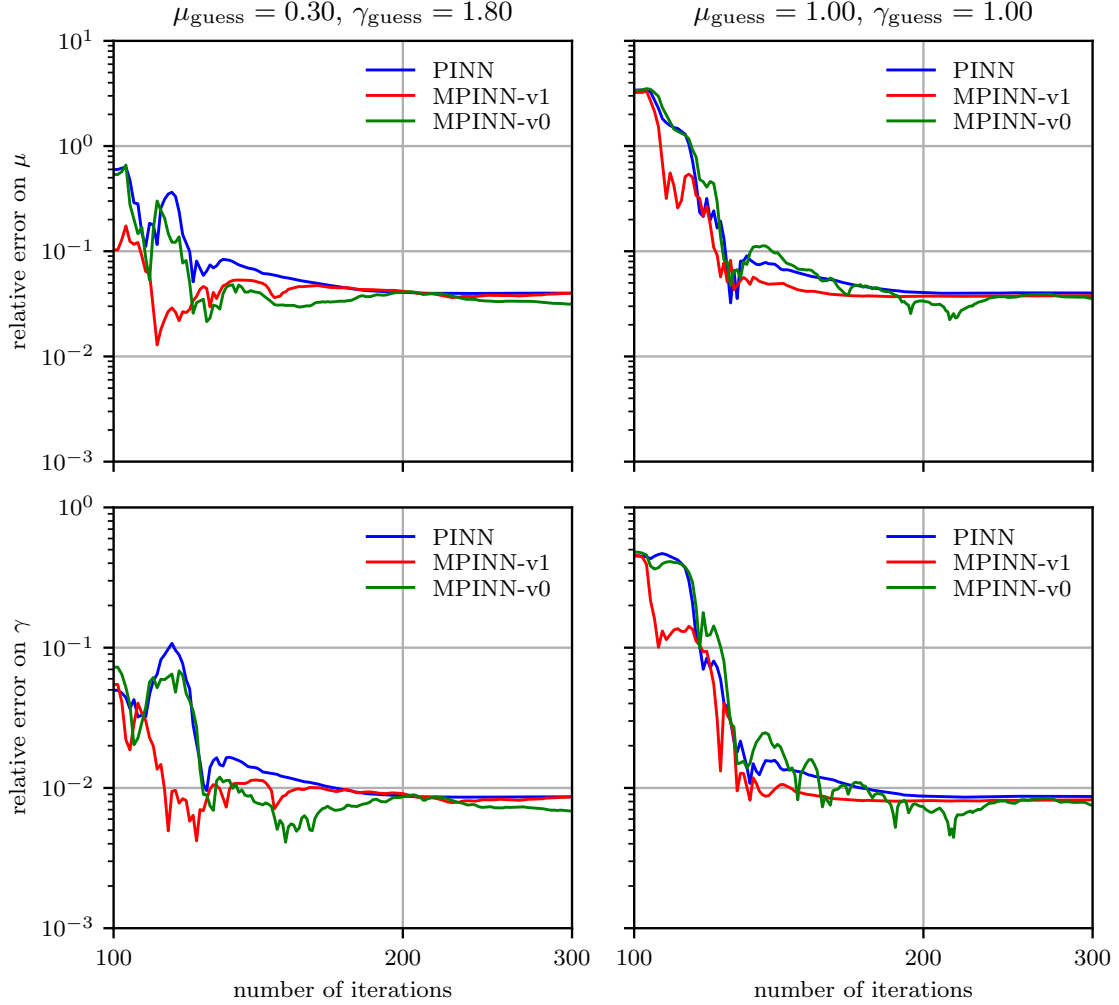 μ_guess = 0.30, γ_guess = 1.80
μ_guess = 1.00, γ_guess = 1.00
relative error on μ
10^1
10^0
10^−1
10^−2
10^−3
PINN
MPINN-v1
MPINN-v0
PINN
MPINN-v1
MPINN-v0
relative error on γ
10^0
10^−1
10^−2
10^−3
PINN
MPINN-v1
MPINN-v0
PINN
MPINN-v1
MPINN-v0
100
200
300
100
200
300
number of iterations
number of iterations